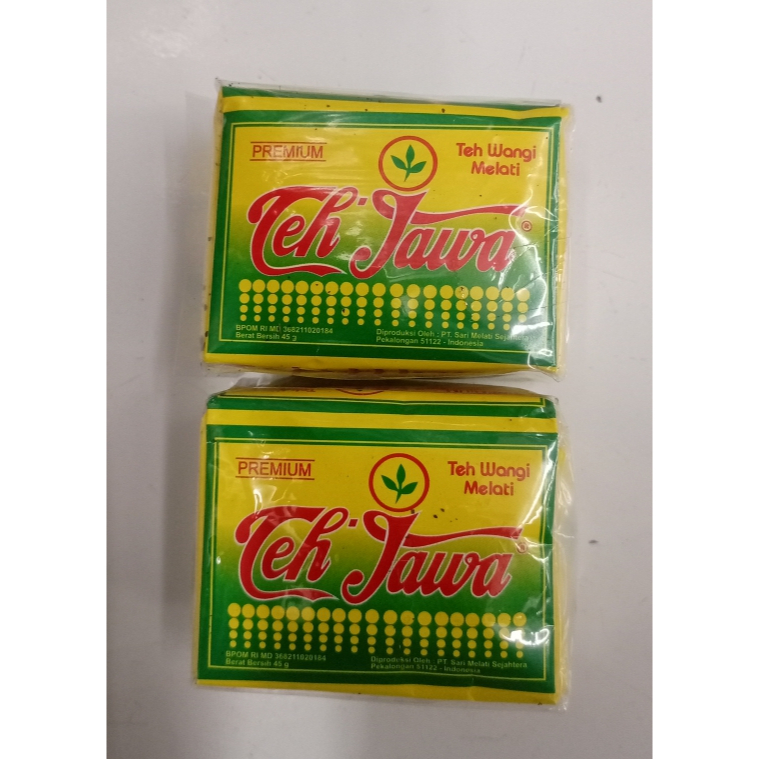 PREMIUM
Teh Wangi
Melati
Teh Jawa®
BPOM RI MD 368211020184
Berat Bersih 45 g
Diproduksi Oleh : PT. Sari Melati Sejahtera
Pekalongan 51122 - Indonesia
PREMIUM
Teh Wangi
Melati
Teh Jawa®
BPOM RI MD 368211020184
Berat Bersih 45 g
Diproduksi Oleh : PT. Sari Melati Sejahtera
Pekalongan 51122 - Indonesia